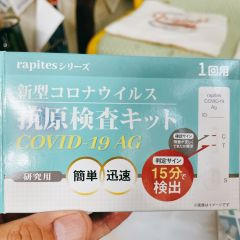 rapitesシリーズ
1回用
新型コロナウイルス
抗原検査キット
COVID-19 AG
研究用
簡単
迅速
判定サイン
15分で
検出
rapites
COVID-19
Ag
ID
C
T
S